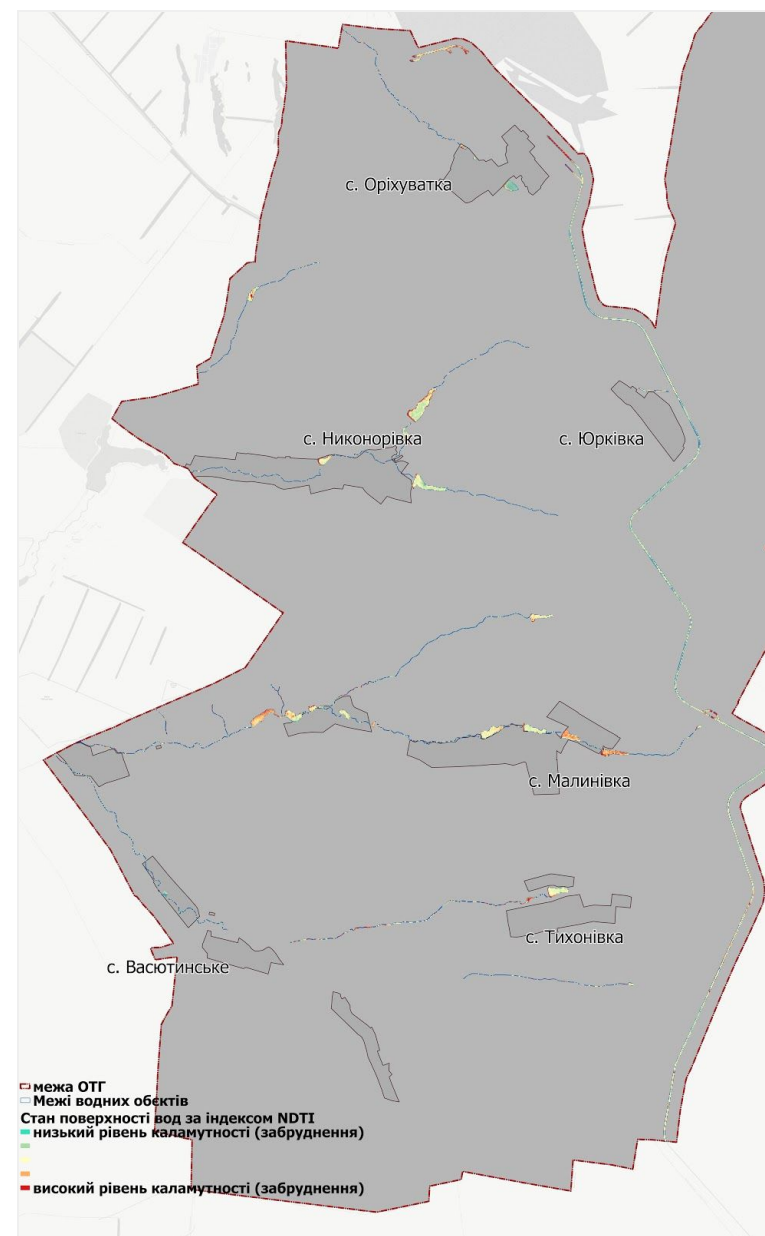 с. Оріхуватка
с. Никонорівка
с. Юрківка
с. Малинівка
с. Тихонівка
с. Васютинське
межа ОТГ
Межі водних обєктів
Стан поверхності вод за індексом NDTI
низький рівень каламутності (забруднення)
високий рівень каламутності (забруднення)